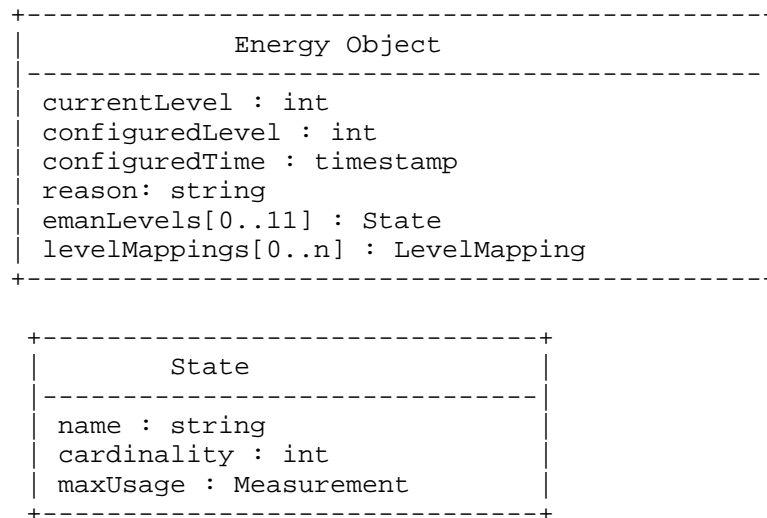 Energy Object
currentLevel : int
configuredLevel : int
configuredTime : timestamp
reason: string
emanLevels[0..11] : State
levelMappings[0..n] : LevelMapping
State
name : string
cardinality : int
maxUsage : Measurement